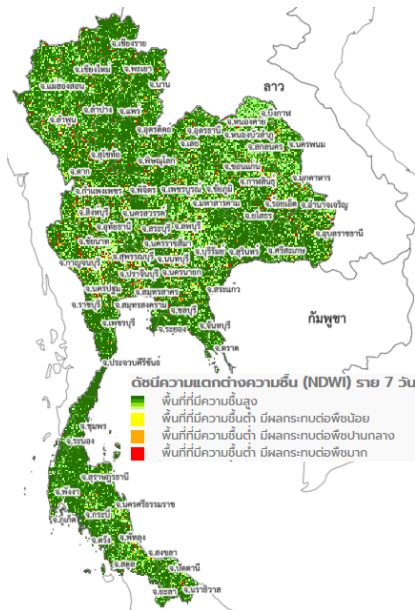 จ.เชียงราย
จ.เชียงใหม่
จ.พะเยา
จ.แม่ฮ่องสอน
จ.น่าน
จ.ลำปาง
จ.แพร่
จ.ลำพูน
จ.อุตรดิตถ์
จ.สุโขทัย
จ.พิษณุโลก
จ.ตาก
จ.เลย
จ.อุดรธานี
จ.หนองคาย
จ.บึงกาฬ
จ.หนองบัวลำภู
จ.สกลนคร
จ.นครพนม
จ.ขอนแก่น
จ.กาฬสินธุ์
จ.มุกดาหาร
จ.กำแพงเพชร
จ.พิจิตร
จ.เพชรบูรณ์
จ.ชัยภูมิ
จ.มหาสารคาม
จ.ร้อยเอ็ด
จ.อำนาจเจริญ
จ.ยโสธร
จ.สิงห์บุรี
จ.นครสวรรค์
จ.อุทัยธานี
จ.สระบุรี
จ.ลพบุรี
จ.อุบลราชธานี
จ.ชัยนาท
จ.นครราชสีมา
จ.บุรีรัมย์
จ.สุรินทร์
จ.ศรีสะเกษ
จ.กาญจนบุรี
จ.สุพรรณบุรี
จ.นนทบุรี
จ.ปราจีนบุรี
จ.นครนายก
จ.นครปฐม
จ.สมุทรสาคร
จ.สระแก้ว
จ.ราชบุรี
จ.สมุทรสงคราม
จ.ชลบุรี
จ.เพชรบุรี
จ.ระยอง
จ.จันทบุรี
จ.ตราด
จ.ประจวบคีรีขันธ์
ลาว
กัมพูชา
ดัชนีความแตกต่างความชื้น (NDWI) ราย 7 วัน
พื้นที่ที่มีความชื้นสูง
พื้นที่ที่มีความชื้นต่ำ มีผลกระทบต่อพืชน้อย
พื้นที่ที่มีความชื้นต่ำ มีผลกระทบต่อพืชปานกลาง
พื้นที่ที่มีความชื้นต่ำ มีผลกระทบต่อพืชมาก
จ.ชุมพร
จ.ระนอง
จ.สุราษฎร์ธานี
จ.พังงา
จ.นครศรีธรรมราช
จ.กระบี่
จ.ภูเก็ต
จ.ตรัง
จ.พัทลุง
จ.สงขลา
จ.สตูล
จ.ปัตตานี
จ.ยะลา
จ.นราธิวาส